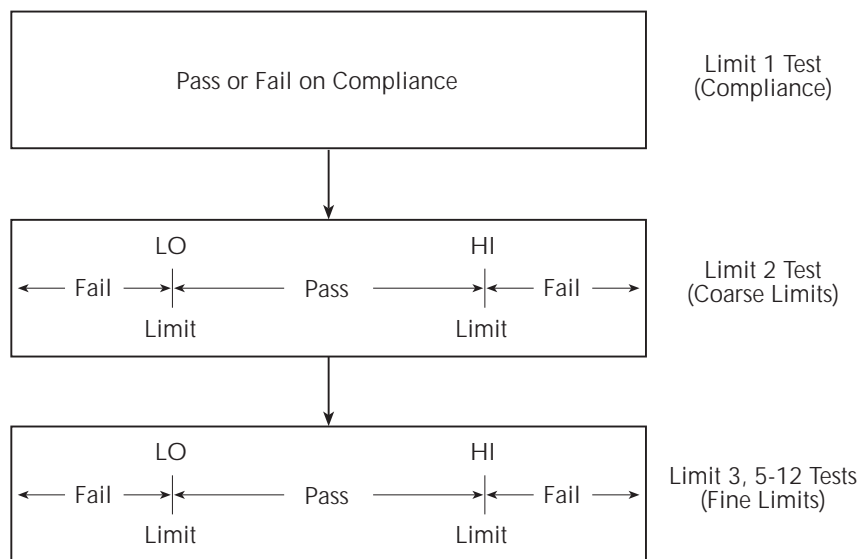 Pass or Fail on Compliance
Limit 1 Test
(Compliance)
LO HI
Fail Pass Fail
Limit Limit
Limit 2 Test
(Coarse Limits)
LO HI
Fail Pass Fail
Limit Limit
Limit 3, 5-12 Tests
(Fine Limits)